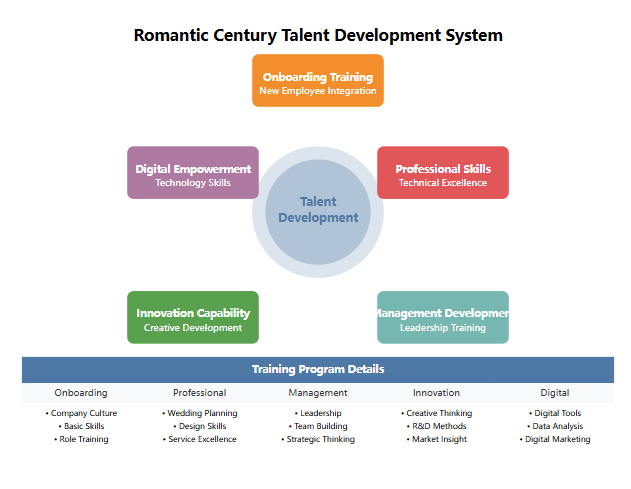 Romantic Century Talent Development System
Onboarding Training
New Employee Integration
Digital Empowerment
Technology Skills
Professional Skills
Technical Excellence
Talent
Development
Innovation Capability
Creative Development
Management Development
Leadership Training
Training Program Details
Onboarding Professional Management Innovation Digital
• Company Culture • Wedding Planning • Leadership • Creative Thinking • Digital Tools
• Basic Skills • Design Skills • Team Building • R&D Methods • Data Analysis
• Role Training • Service Excellence • Strategic Thinking • Market Insight • Digital Marketing